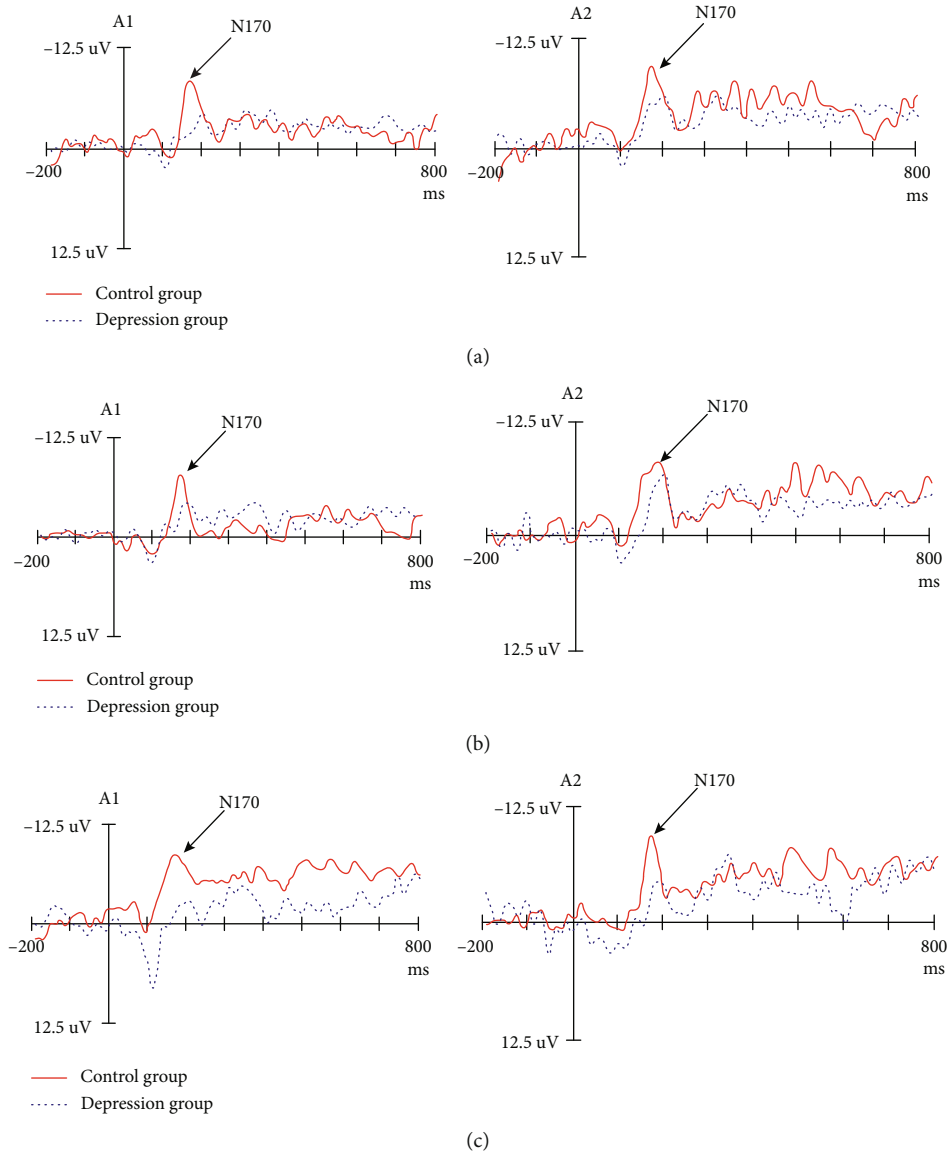 A1
N170
–12.5 uV
–200
800
ms
12.5 uV
A2
N170
–12.5 uV
–200
800
ms
12.5 uV
Control group
Depression group
(a)
A1
N170
–12.5 uV
–200
800
ms
12.5 uV
A2
N170
–12.5 uV
–200
800
ms
12.5 uV
Control group
Depression group
(b)
A1
N170
–12.5 uV
–200
800
ms
12.5 uV
A2
N170
–12.5 uV
–200
800
ms
12.5 uV
Control group
Depression group
(c)